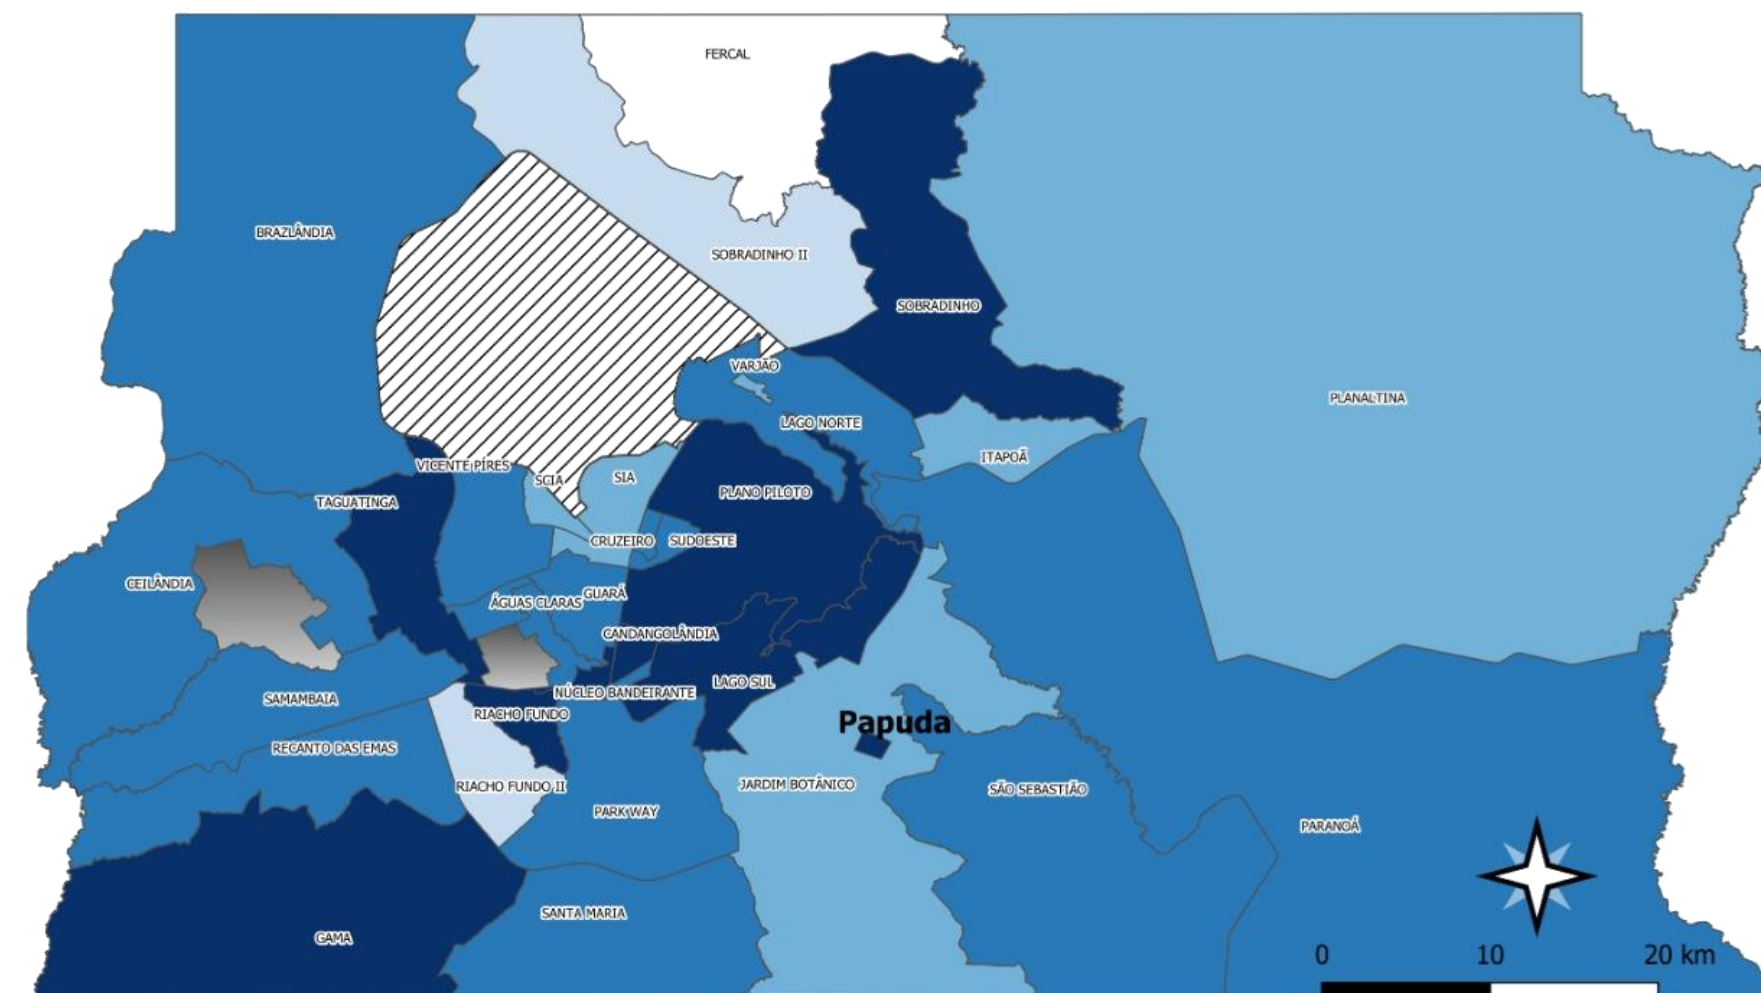 FERCAL
BRAZLÂNDIA
SOBRADINHO II
SOBRADINHO
VARJÃO
PLANALTINA
LAGO NORTE
ITAPOÃ
VICENTE PÍRES
SCIA
SIA
PLANO PILOTO
TAGUATINGA
CRUZEIRO
SUDOESTE
CEILÂNDIA
ÁGUAS CLARAS
GUARÁ
CANDANGOLÂNDIA
LAGO SUL
NÚCLEO BANDEIRANTE
SAMAMBAIA
RIACHO FUNDO
Papuda
RECANTO DAS EMAS
RIACHO FUNDO II
JARDIM BOTÂNICO
SÃO SEBASTIÃO
PARK WAY
PARANOÁ
SANTA MARIA
GAMA
0 10 20 km